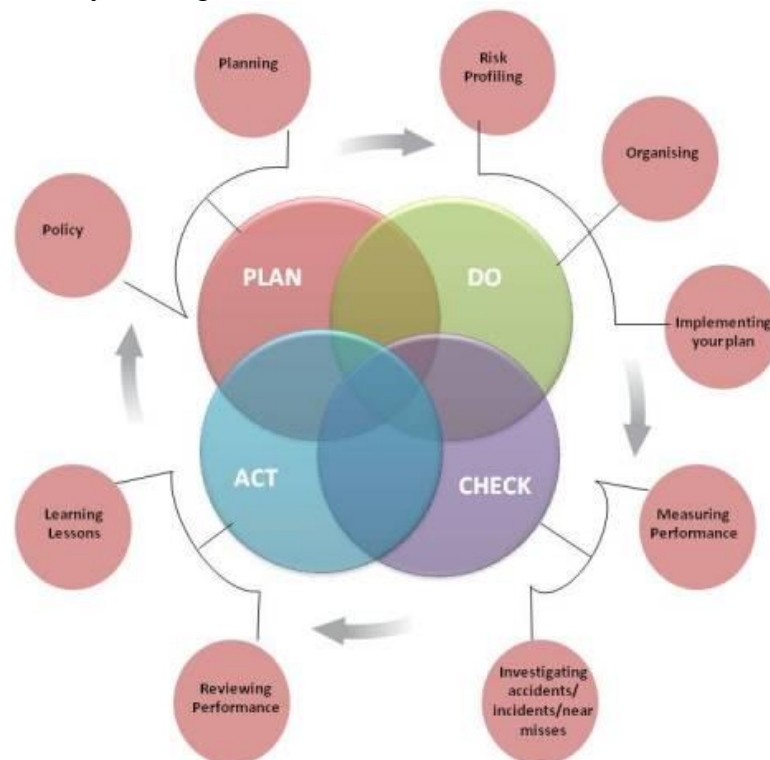 Planning
Risk
Profiling
Organising
Policy
PLAN
DO
Implementing
your plan
ACT
CHECK
Learning
Lessons
Measuring
Performance
Reviewing
Performance
Investigating
accidents/
incidents/near
misses